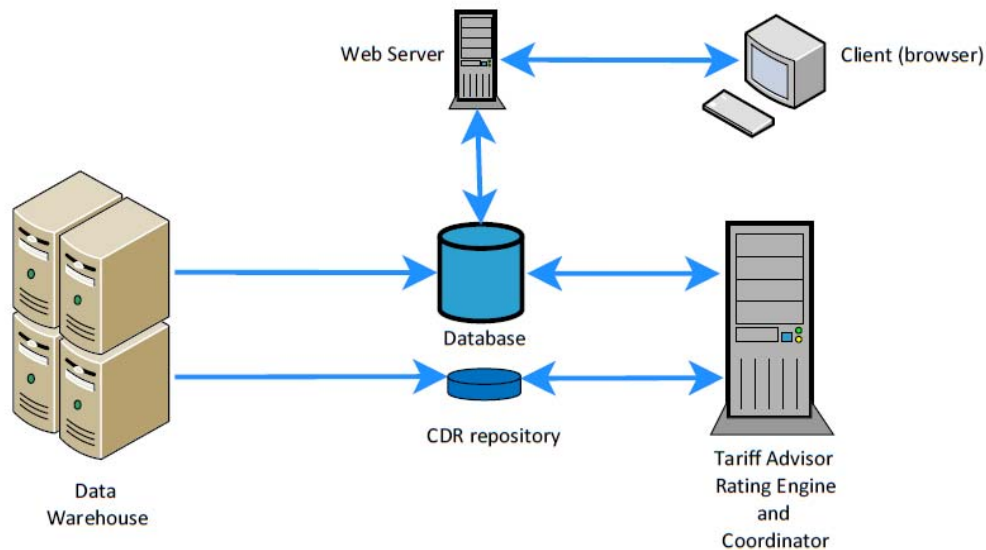 Web Server
Client (browser)
Database
CDR repository
Data
Warehouse
Tariff Advisor
Rating Engine
and
Coordinator